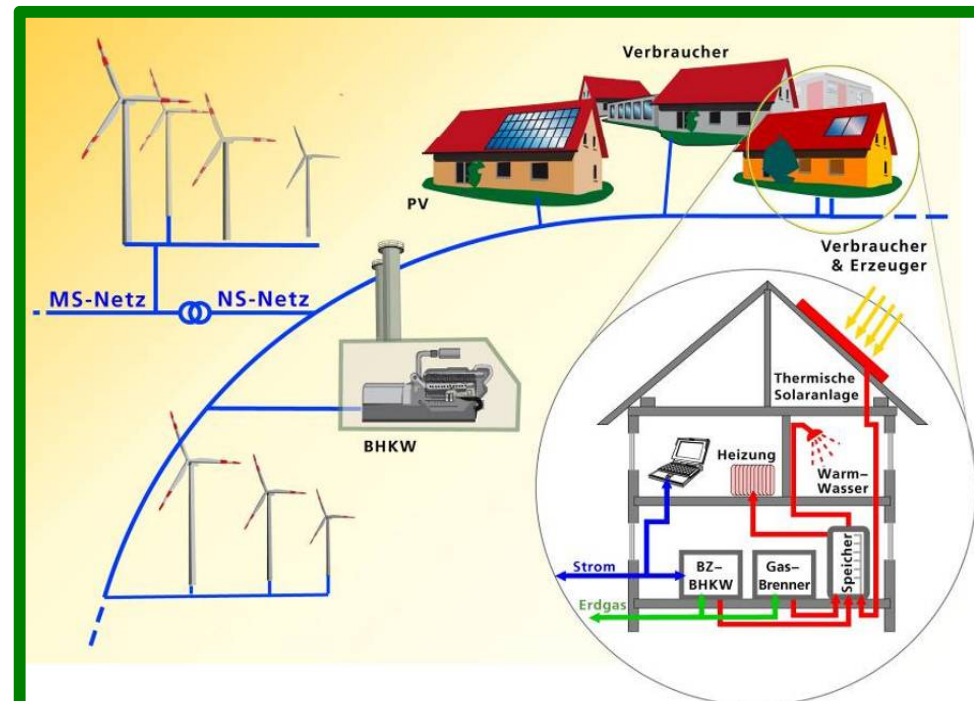 Verbraucher
PV
Verbraucher
& Erzeuger
MS-Netz
NS-Netz
BHKW
Thermische
Solaranlage
Heizung
Warm-
Wasser
Strom
BZ-
BHKW
Gas-
Brenner
Speicher
Erdgas